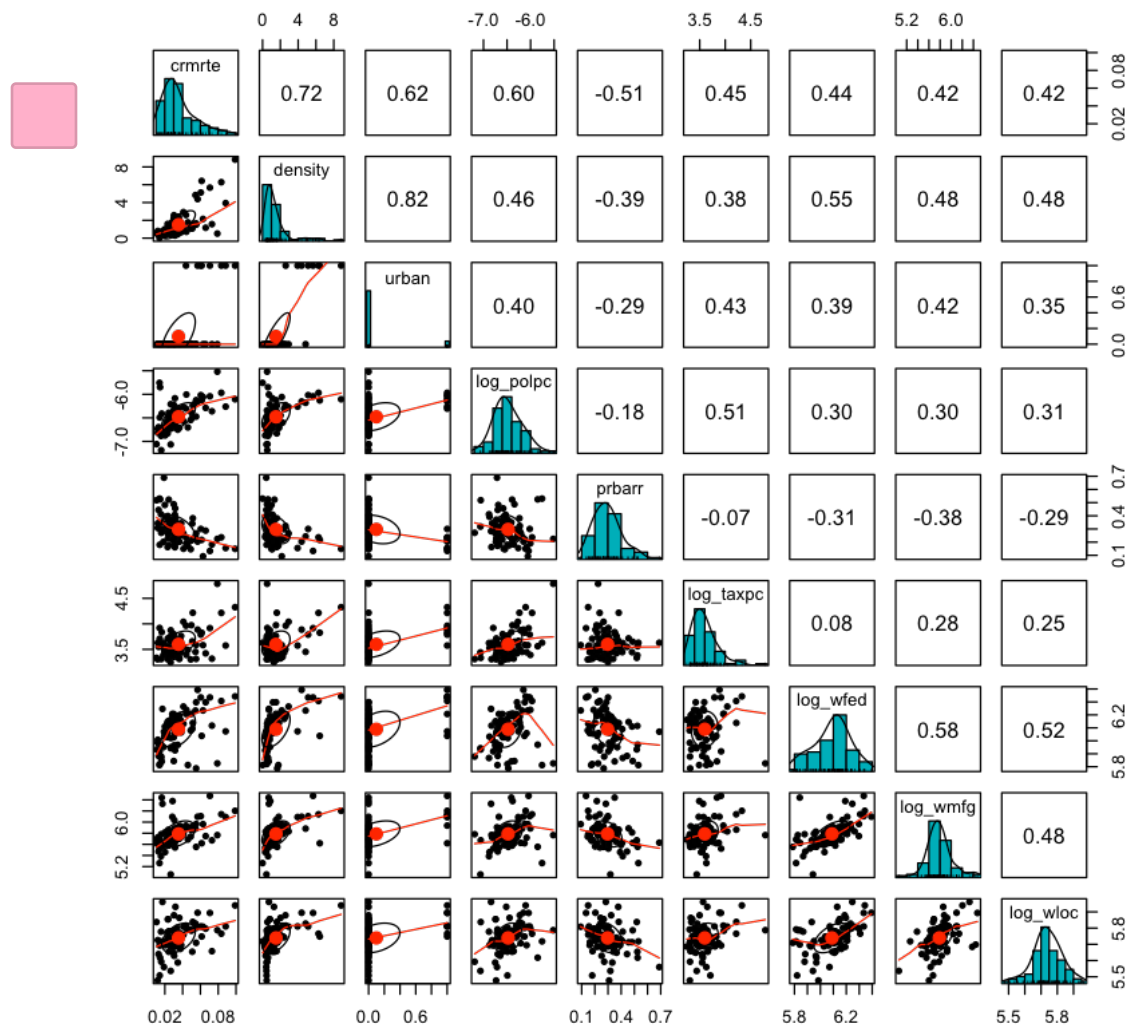 0 4 8 -7.0 -6.0 3.5 4.5 5.2 6.0
crmrte 0.72 0.62 0.60 -0.51 0.45 0.44 0.42 0.42 0.02 0.08
0 4 8 density 0.82 0.46 -0.39 0.38 0.55 0.48 0.48
urban 0.40 -0.29 0.43 0.39 0.42 0.35 0.0 0.6
-7.0 -6.0 log_polpc -0.18 0.51 0.30 0.30 0.31
prbarr -0.07 -0.31 -0.38 -0.29 0.1 0.4 0.7
3.5 4.5 log_taxpc 0.08 0.28 0.25
log_wfed 0.58 0.52 5.8 6.2
5.2 6.0 log_wmfg 0.48
log_wloc 5.5 5.8
0.02 0.08 0.0 0.6 0.1 0.4 0.7 5.8 6.2 5.5 5.8